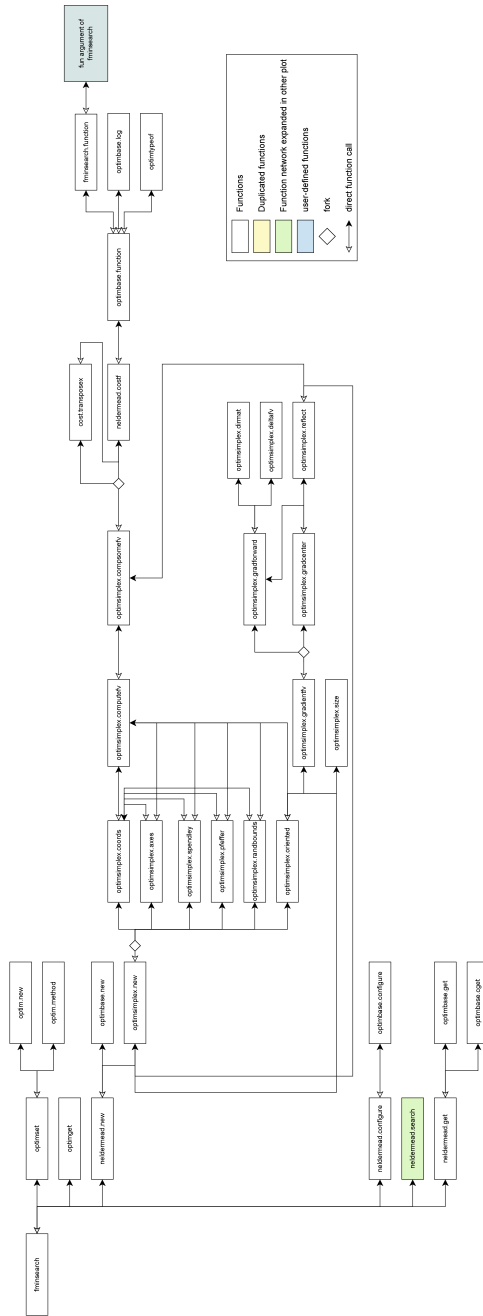 fminsearch
optimset
optimget
neldermead.new
neldermead.configure
neldermead.search
neldermead.get
optim.new
optim.method
optimbase.new
optimsimplex.new
optimbase.configure
optimbase.get
optimbase.cget
optimsimplex.coords
optimsimplex.axes
optimsimplex.spendley
optimsimplex.pfeffer
optimsimplex.randbounds
optimsimplex.oriented
optimsimplex.computefv
optimsimplex.gradientfv
optimsimplex.size
optimsimplex.compsomefv
optimsimplex.gradforward
optimsimplex.gradcenter
cost.transposex
neldermead.costf
optimsimplex.dirmat
optimsimplex.deltafv
optimsimplex.reflect
optimbase.function
fminsearch.function
optimbase.log
optimtypeof
fun argument of
fminsearch
Functions
Duplicated functions
Function network expanded in other plot
user-defined functions
fork
direct function call